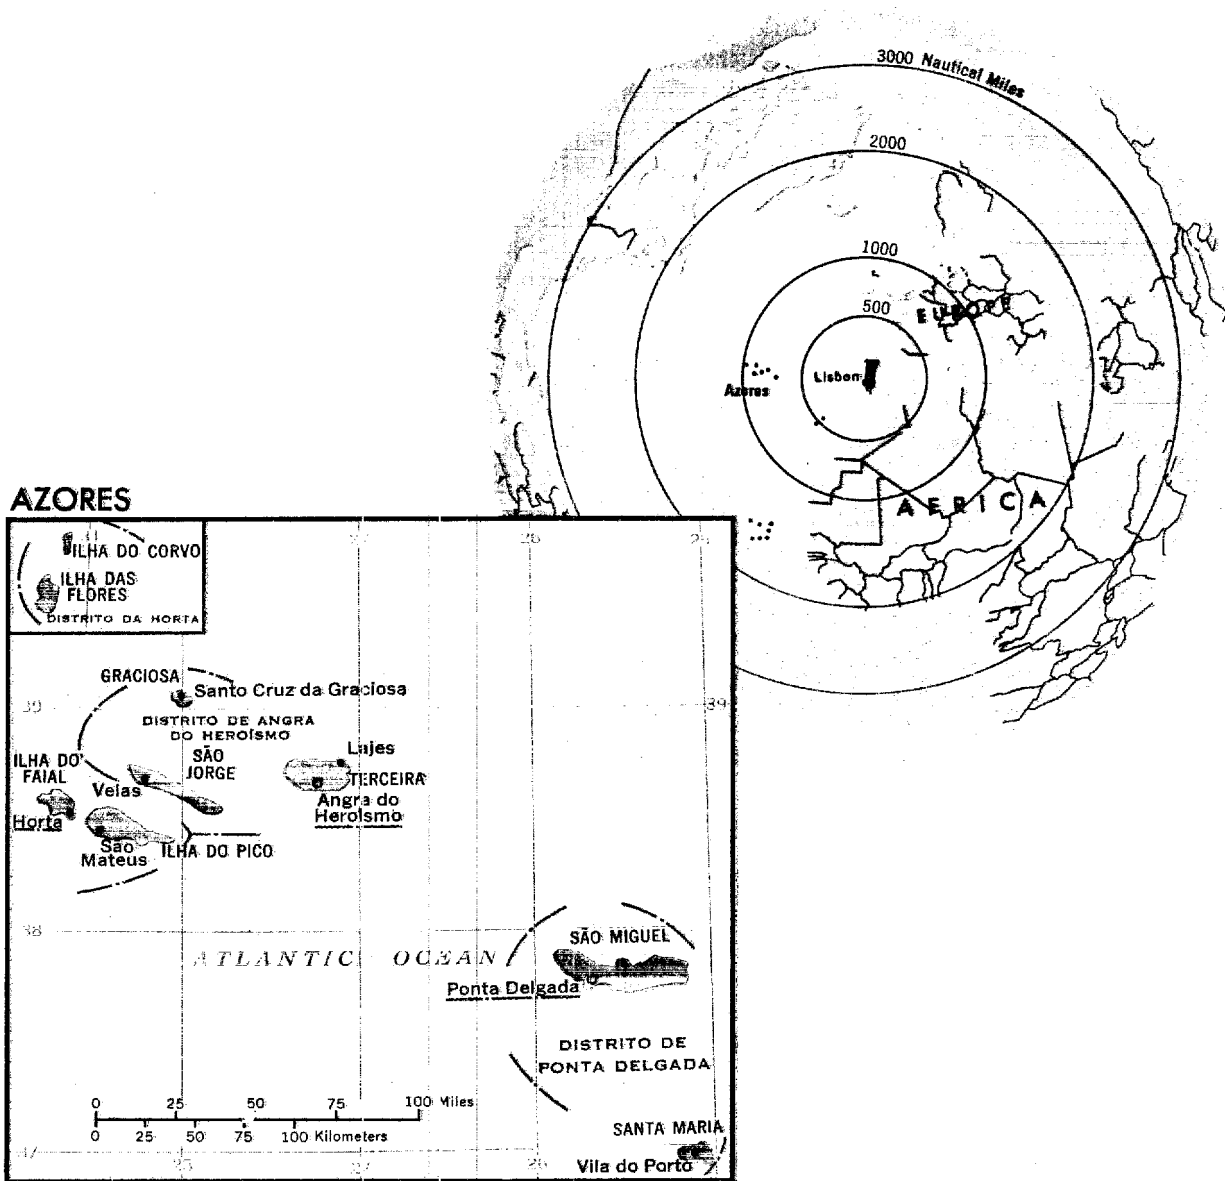 3000 Nautical Miles
2000
1000
500
EUROPE
Azores
Lisbon
A E R I C A
AZORES
ILHA DO CORVO
ILHA DAS
FLORES
DISTRITO DA HORTA
GRACIOSA
Santo Cruz da Graciosa
39
DISTRITO DE ANGRA
DO HEROÍSMO
SÃO
JORGE
ILHA DO
FAIAL
Velas
Lajes
TERCEIRA
Angra do
Heroísmo
Horta
São
Mateus
ILHA DO PICO
38
ATLANTIC OCEAN
SÃO MIGUEL
Ponta Delgada
DISTRITO DE
PONTA DELGADA
0 25 50 75 100 Miles
0 25 50 75 100 Kilometers
SANTA MARIA
Vila do Porto